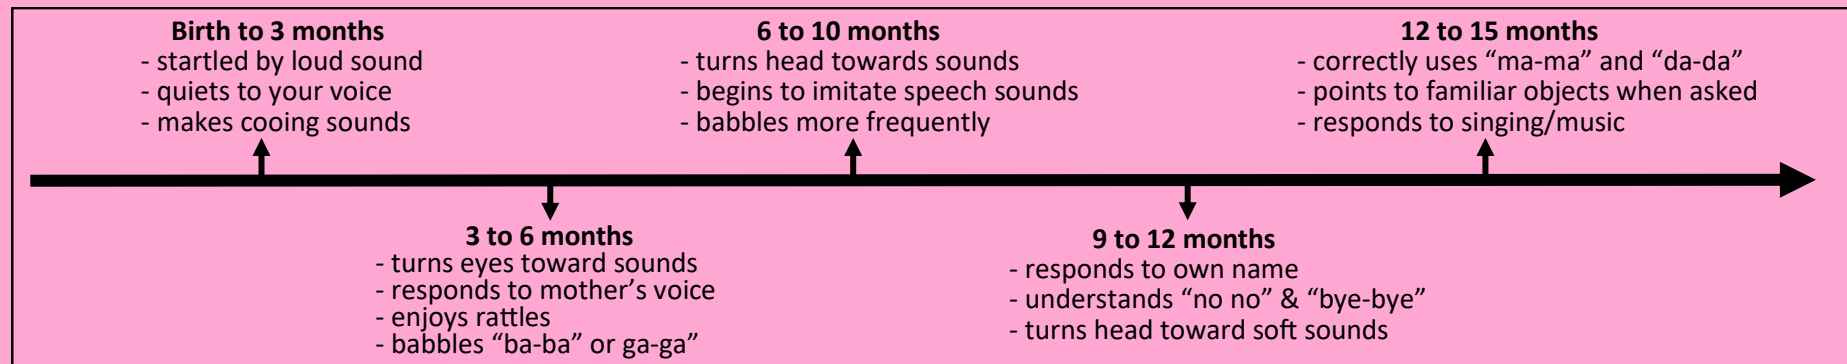 Birth to 3 months
- startled by loud sound
- quiets to your voice
- makes cooing sounds
3 to 6 months
- turns eyes toward sounds
- responds to mother’s voice
- enjoys rattles
- babbles “ba-ba” or ga-ga”
6 to 10 months
- turns head towards sounds
- begins to imitate speech sounds
- babbles more frequently
9 to 12 months
- responds to own name
- understands “no no” & “bye-bye”
- turns head toward soft sounds
12 to 15 months
- correctly uses “ma-ma” and “da-da”
- points to familiar objects when asked
- responds to singing/music